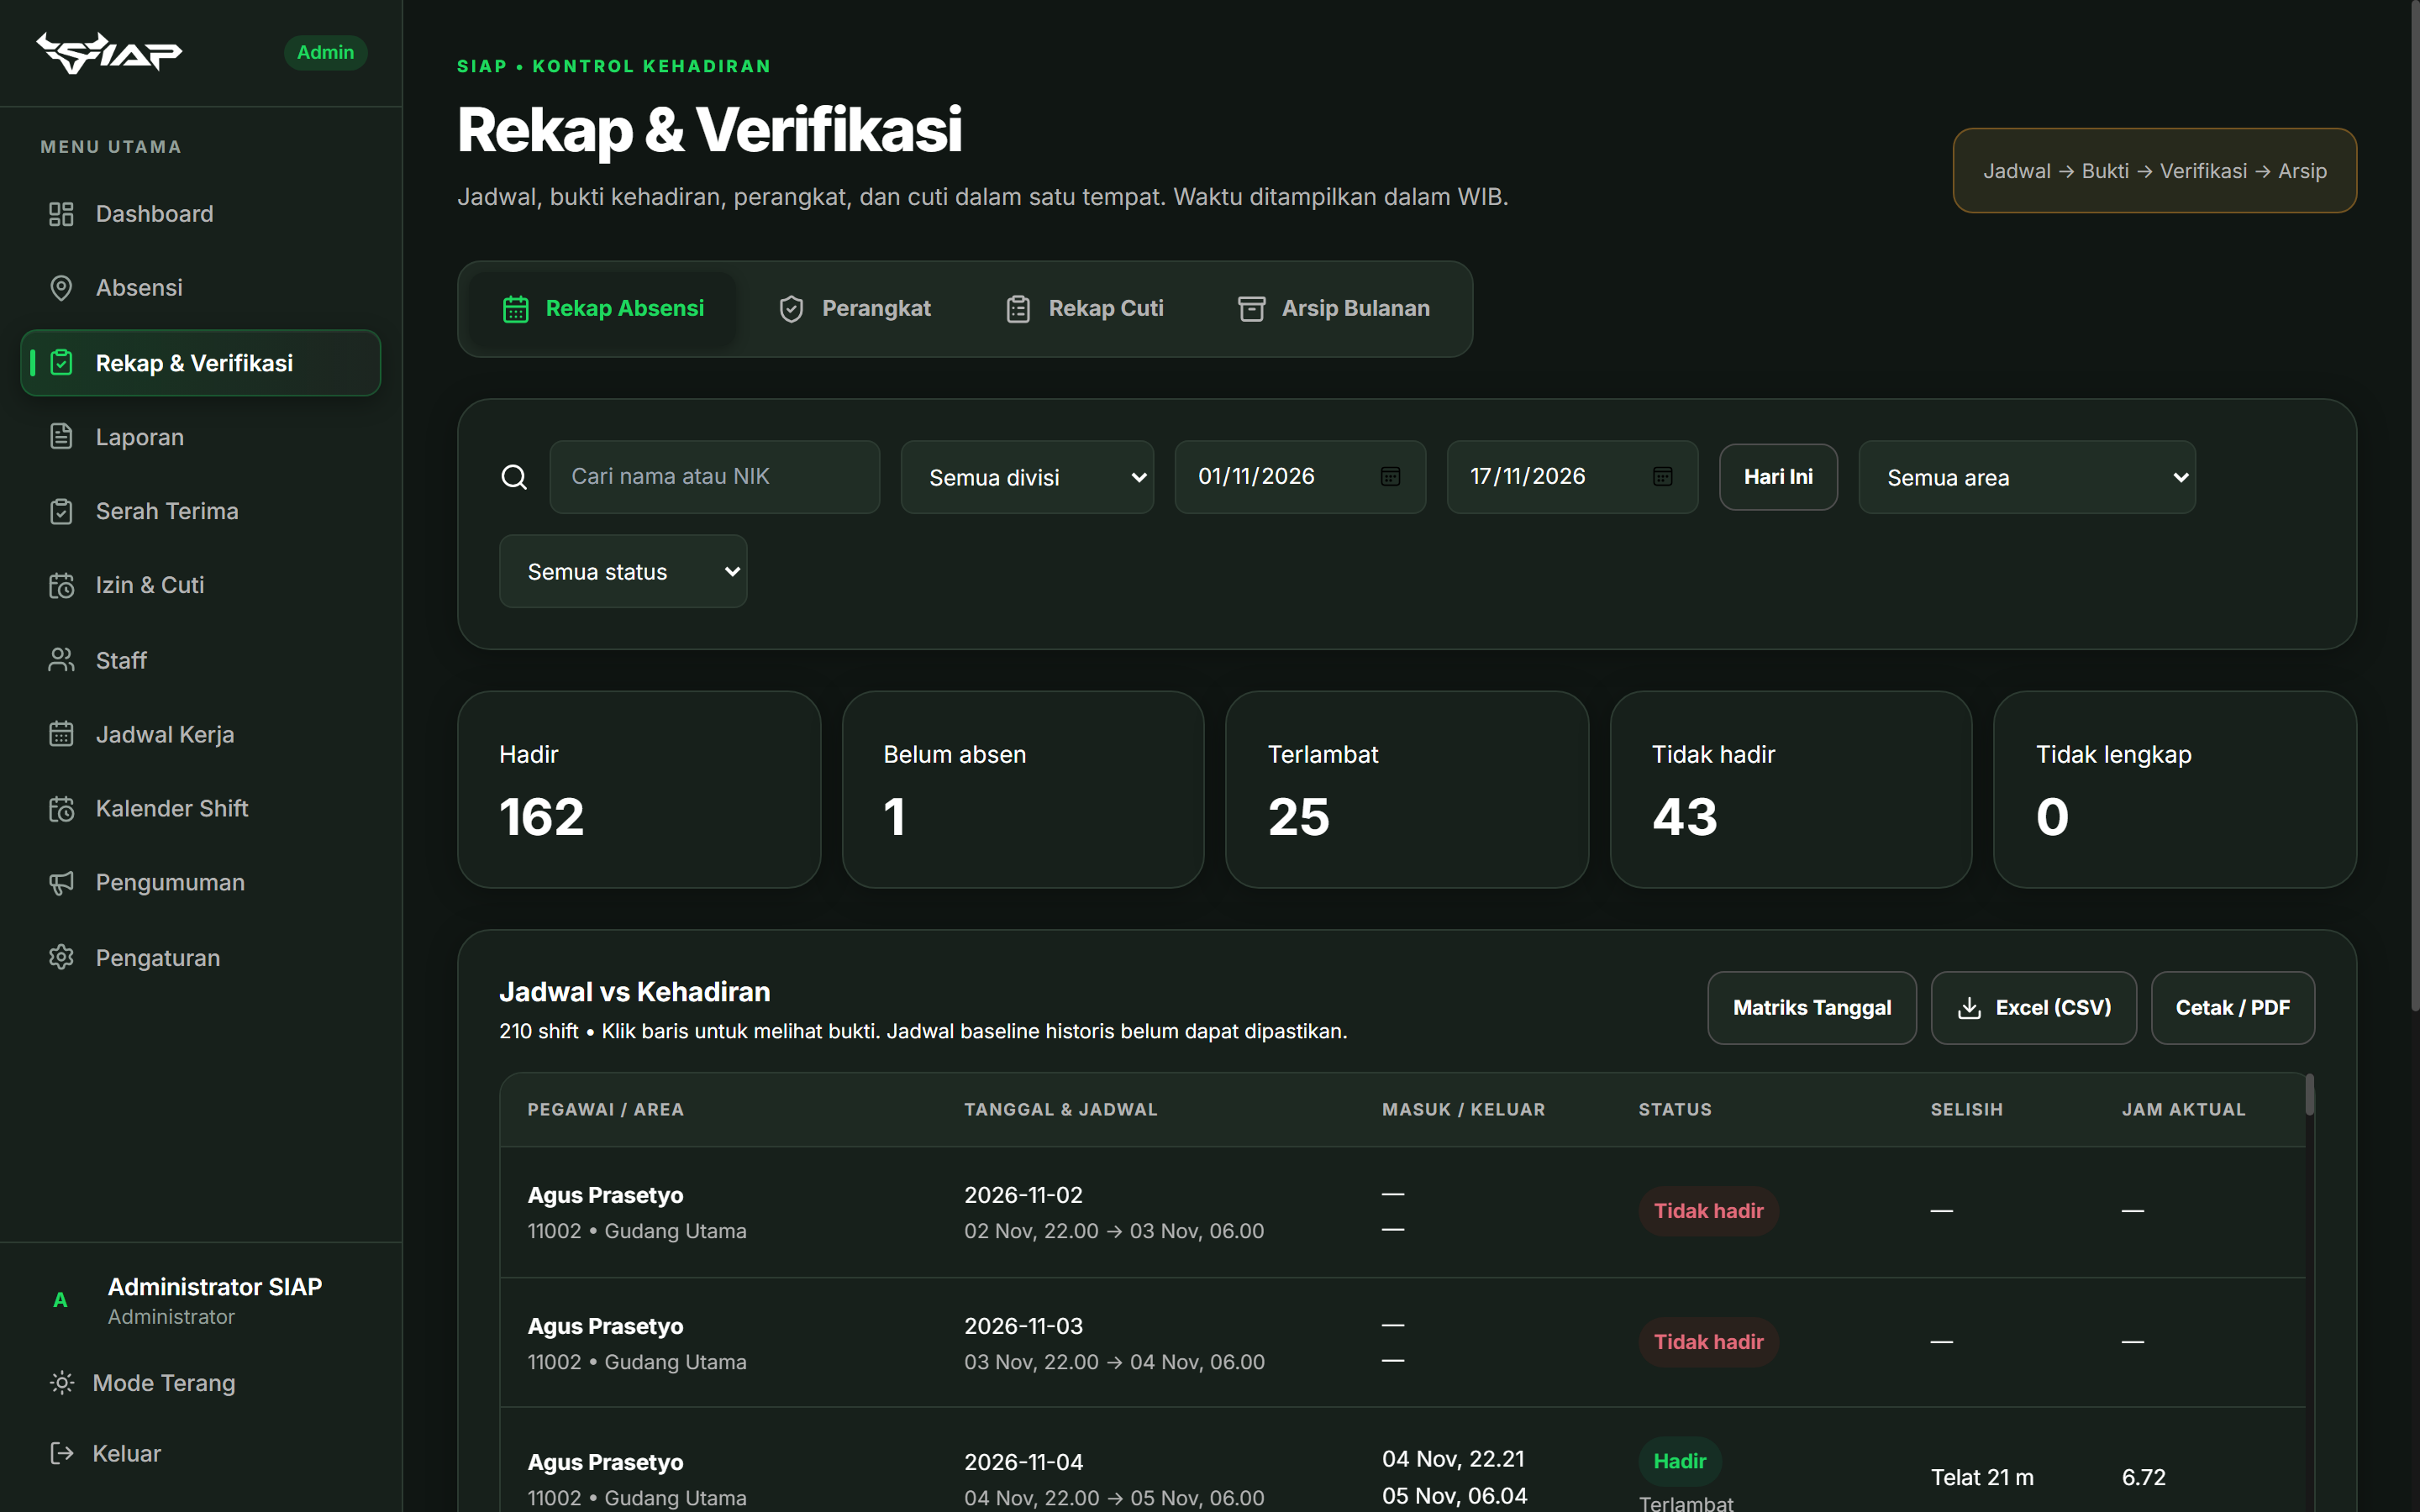 SIAP
Admin
MENU UTAMA
Dashboard
Absensi
Rekap & Verifikasi
Laporan
Serah Terima
Izin & Cuti
Staff
Jadwal Kerja
Kalender Shift
Pengumuman
Pengaturan
A
Administrator SIAP
Administrator
Mode Terang
Keluar
SIAP • KONTROL KEHADIRAN
Rekap & Verifikasi
Jadwal, bukti kehadiran, perangkat, dan cuti dalam satu tempat. Waktu ditampilkan dalam WIB.
Jadwal → Bukti → Verifikasi → Arsip
Rekap Absensi
Perangkat
Rekap Cuti
Arsip Bulanan
Cari nama atau NIK
Semua divisi
01/11/2026
17/11/2026
Hari Ini
Semua area
Semua status
Hadir
162
Belum absen
1
Terlambat
25
Tidak hadir
43
Tidak lengkap
0
Jadwal vs Kehadiran
210 shift • Klik baris untuk melihat bukti. Jadwal baseline historis belum dapat dipastikan.
Matriks Tanggal
Excel (CSV)
Cetak / PDF
PEGAWAI / AREA TANGGAL & JADWAL MASUK / KELUAR STATUS SELISIH JAM AKTUAL
Agus Prasetyo 2026-11-02 — Tidak hadir — —
11002 • Gudang Utama 02 Nov, 22.00 → 03 Nov, 06.00 —
Agus Prasetyo 2026-11-03 — Tidak hadir — —
11002 • Gudang Utama 03 Nov, 22.00 → 04 Nov, 06.00 —
Agus Prasetyo 2026-11-04 04 Nov, 22.21 Hadir Telat 21 m 6.72
11002 • Gudang Utama 04 Nov, 22.00 → 05 Nov, 06.00 05 Nov, 06.04 Terlambat